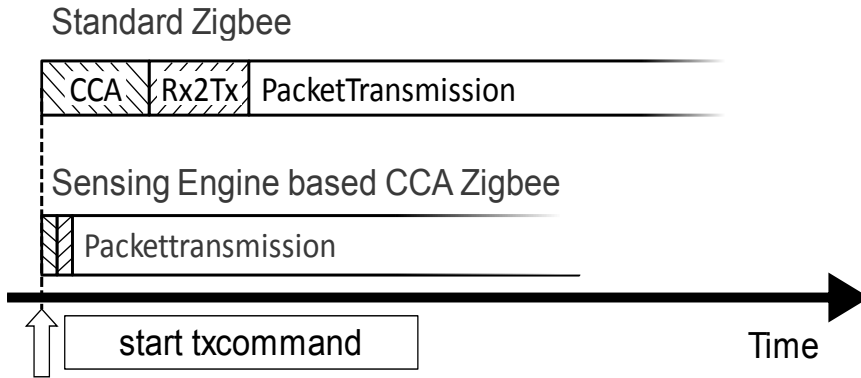 Standard Zigbee
CCA Rx2Tx PacketTransmission
Sensing Engine based CCA Zigbee
Packettransmission
start txcommand
Time